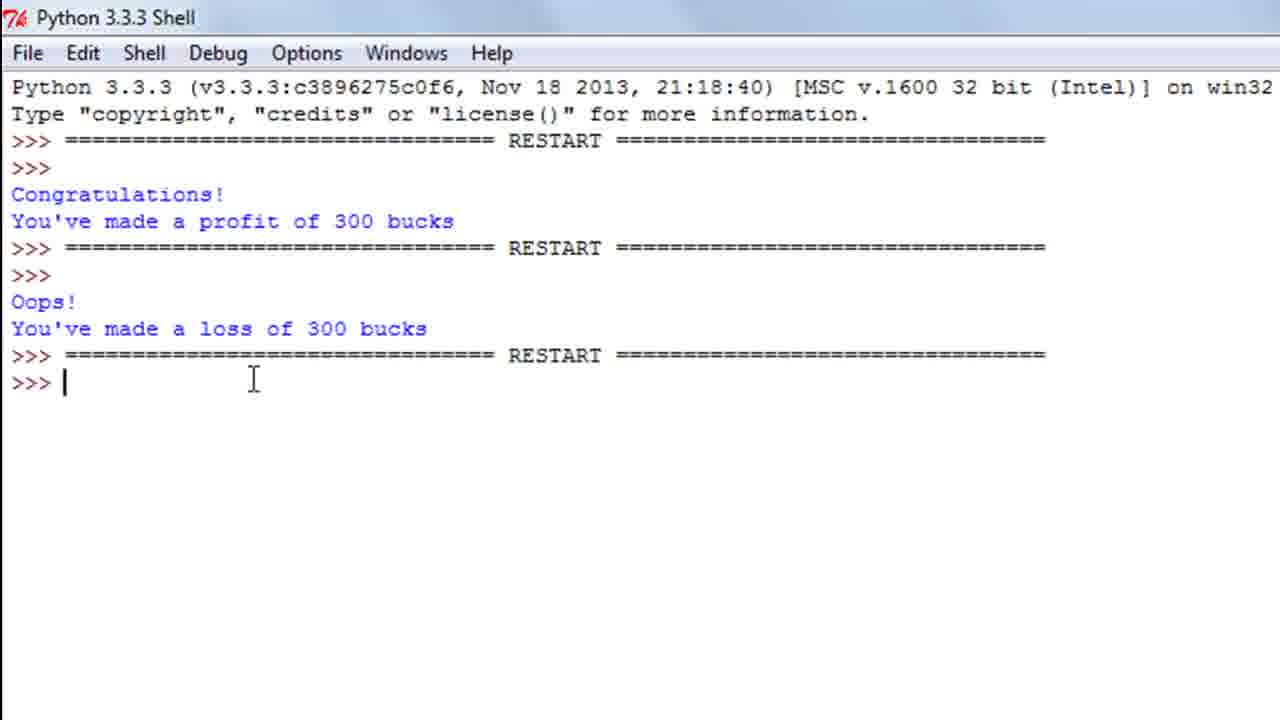 Python 3.3.3 Shell
File Edit Shell Debug Options Windows Help
Python 3.3.3 (v3.3.3:c3896275c0f6, Nov 18 2013, 21:18:40) [MSC v.1600 32 bit (Intel)] on win32
Type "copyright", "credits" or "license()" for more information.
>>> ================================ RESTART ================================
>>>
Congratulations!
You've made a profit of 300 bucks
>>> ================================ RESTART ================================
>>>
Oops!
You've made a loss of 300 bucks
>>> ================================ RESTART ================================
>>>